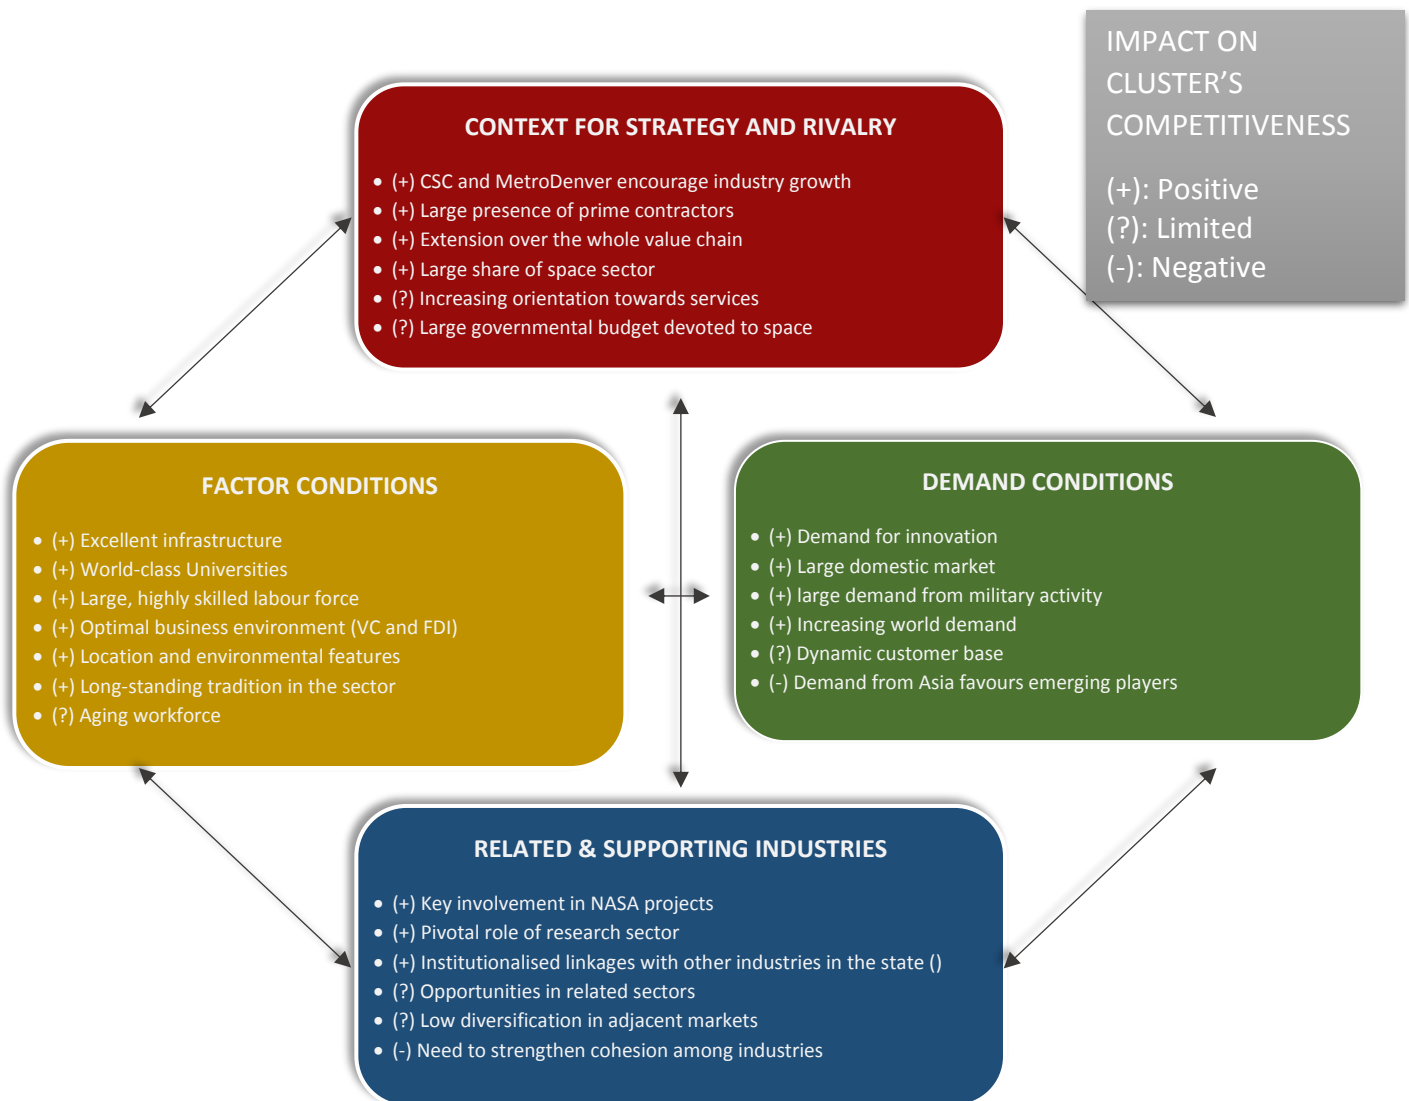 IMPACT ON
CLUSTER’S
COMPETITIVENESS
(+): Positive
(?): Limited
(-): Negative
CONTEXT FOR STRATEGY AND RIVALRY
• (+) CSC and MetroDenver encourage industry growth
• (+) Large presence of prime contractors
• (+) Extension over the whole value chain
• (+) Large share of space sector
• (?) Increasing orientation towards services
• (?) Large governmental budget devoted to space
FACTOR CONDITIONS
• (+) Excellent infrastructure
• (+) World-class Universities
• (+) Large, highly skilled labour force
• (+) Optimal business environment (VC and FDI)
• (+) Location and environmental features
• (+) Long-standing tradition in the sector
• (?) Aging workforce
DEMAND CONDITIONS
• (+) Demand for innovation
• (+) Large domestic market
• (+) large demand from military activity
• (+) Increasing world demand
• (?) Dynamic customer base
• (-) Demand from Asia favours emerging players
RELATED & SUPPORTING INDUSTRIES
• (+) Key involvement in NASA projects
• (+) Pivotal role of research sector
• (+) Institutionalised linkages with other industries in the state ()
• (?) Opportunities in related sectors
• (?) Low diversification in adjacent markets
• (-) Need to strengthen cohesion among industries